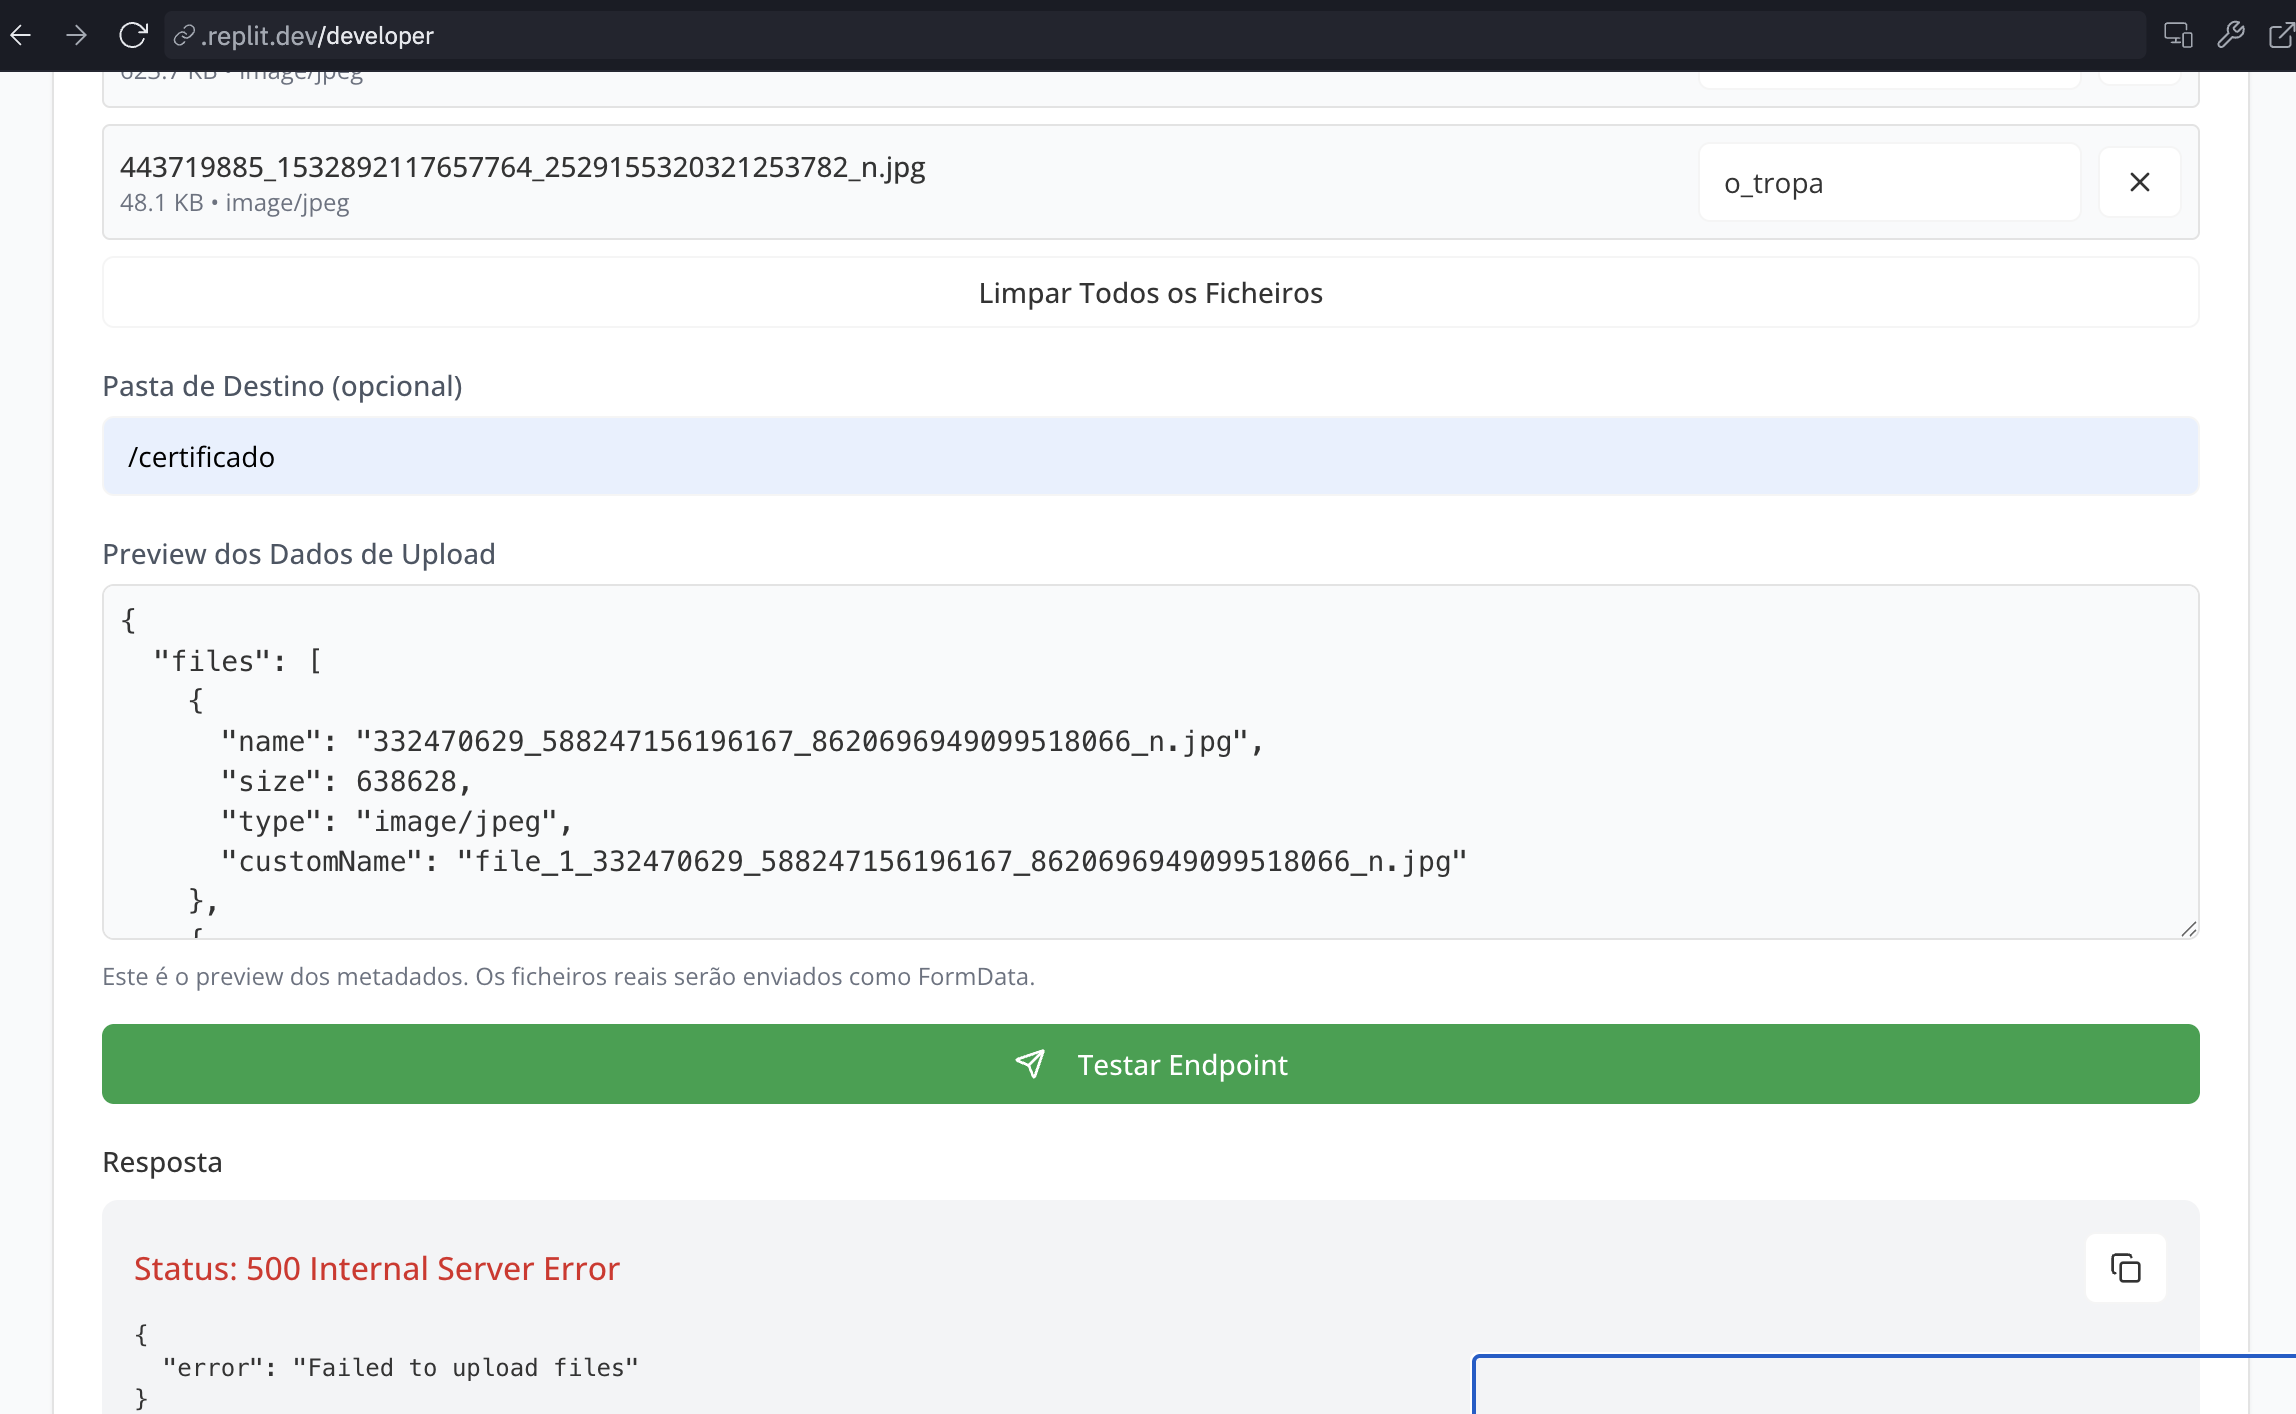 .replit.dev/developer
623.7 KB • image/jpeg
443719885_1532892117657764_2529155320321253782_n.jpg
48.1 KB • image/jpeg
o_tropa
Limpar Todos os Ficheiros
Pasta de Destino (opcional)
/certificado
Preview dos Dados de Upload
{
  "files": [
    {
      "name": "332470629_588247156196167_8620696949099518066_n.jpg",
      "size": 638628,
      "type": "image/jpeg",
      "customName": "file_1_332470629_588247156196167_8620696949099518066_n.jpg"
    },
    {
Este é o preview dos metadados. Os ficheiros reais serão enviados como FormData.
Testar Endpoint
Resposta
Status: 500 Internal Server Error
{
  "error": "Failed to upload files"
}